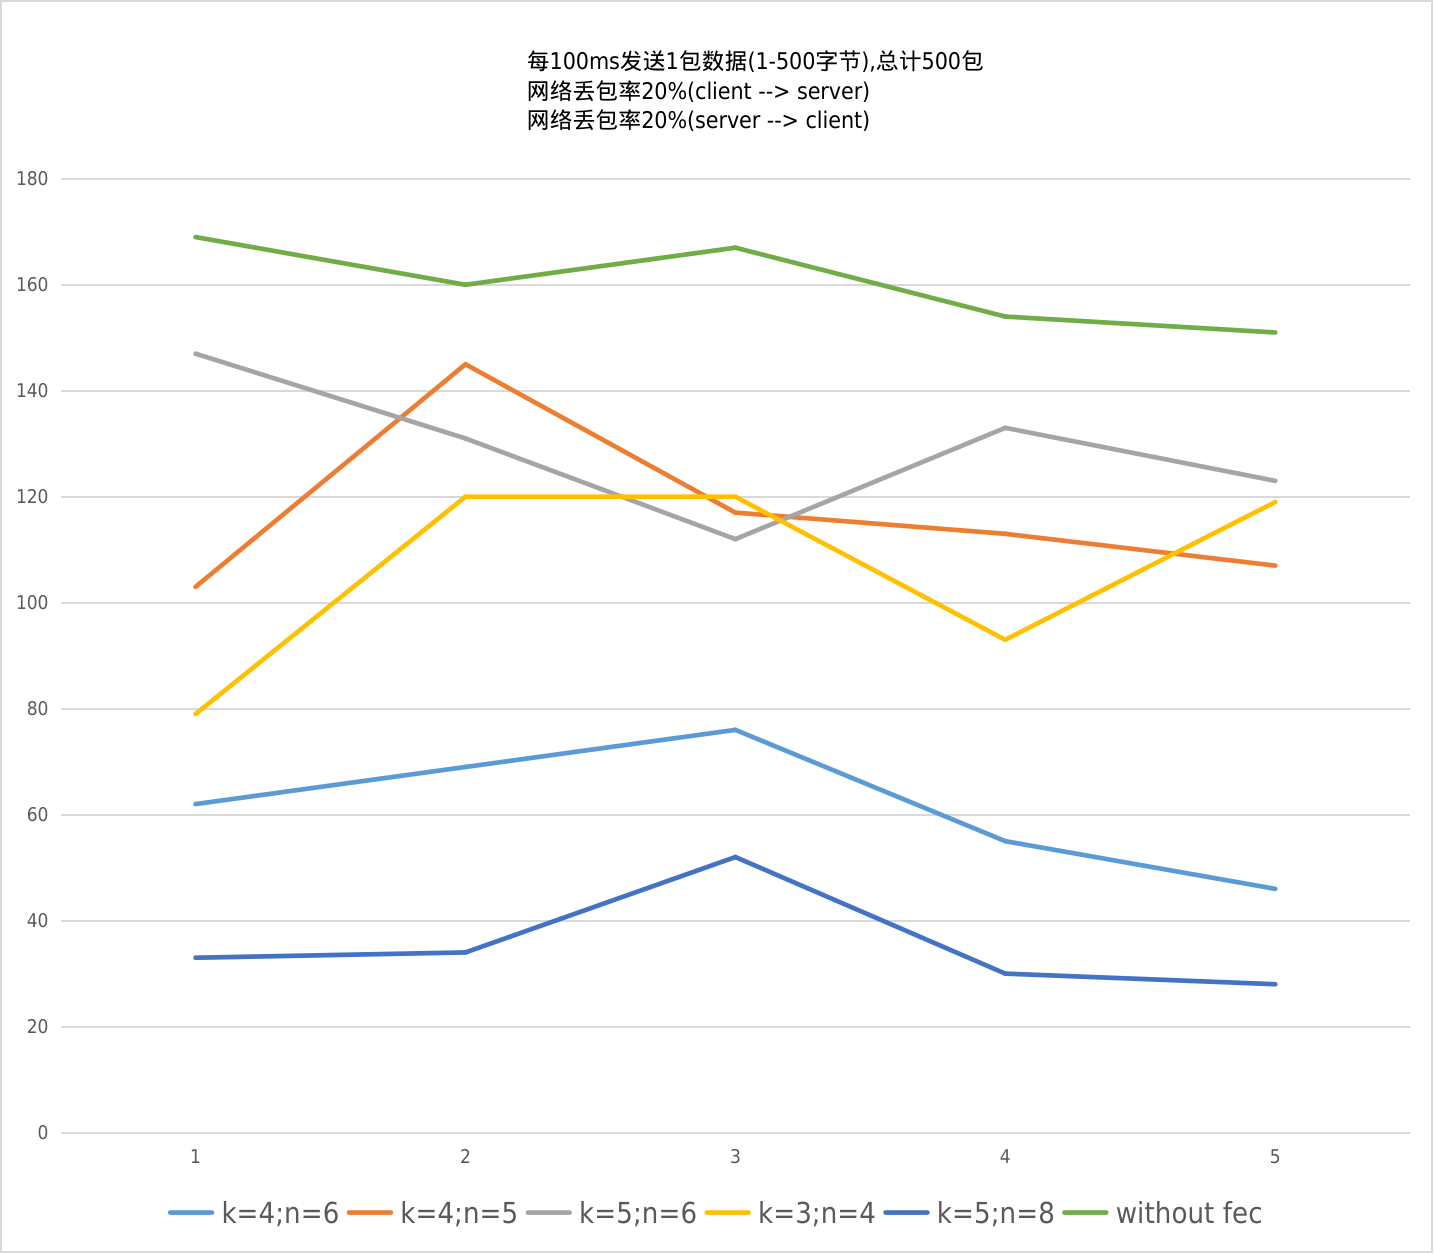 每100ms发送1包数据(1-500字节),总计500包
网络丢包率20%(client --> server)
网络丢包率20%(server --> client)
180
160
140
120
100
80
60
40
20
0
1 2 3 4 5
k=4;n=6 k=4;n=5 k=5;n=6 k=3;n=4 k=5;n=8 without fec